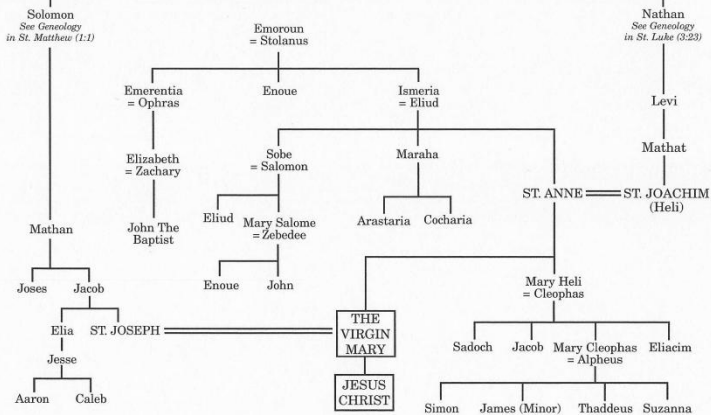 Solomon
See Geneology
in St. Matthew (1:1)
Nathan
See Geneology
in St. Luke (3:23)
Emoroun
= Stolanus
Emerentia
= Ophras
Enoue
Ismeria
= Eliud
Levi
Mathat
Elizabeth
= Zachary
Sobe
= Salomon
Maraha
ST. ANNE
ST. JOACHIM
(Heli)
John The
Baptist
Eliud
Mary Salome
= Zebedee
Arastaria
Cocharia
Mathan
Enoue
John
Joses
Jacob
Mary Heli
= Cleophas
Elia
ST. JOSEPH
THE
VIRGIN
MARY
Sadoch
Jacob
Mary Cleophas
= Alpheus
Eliacim
Jesse
JESUS
CHRIST
Aaron
Caleb
Simon
James (Minor)
Thaddeus
Suzanna